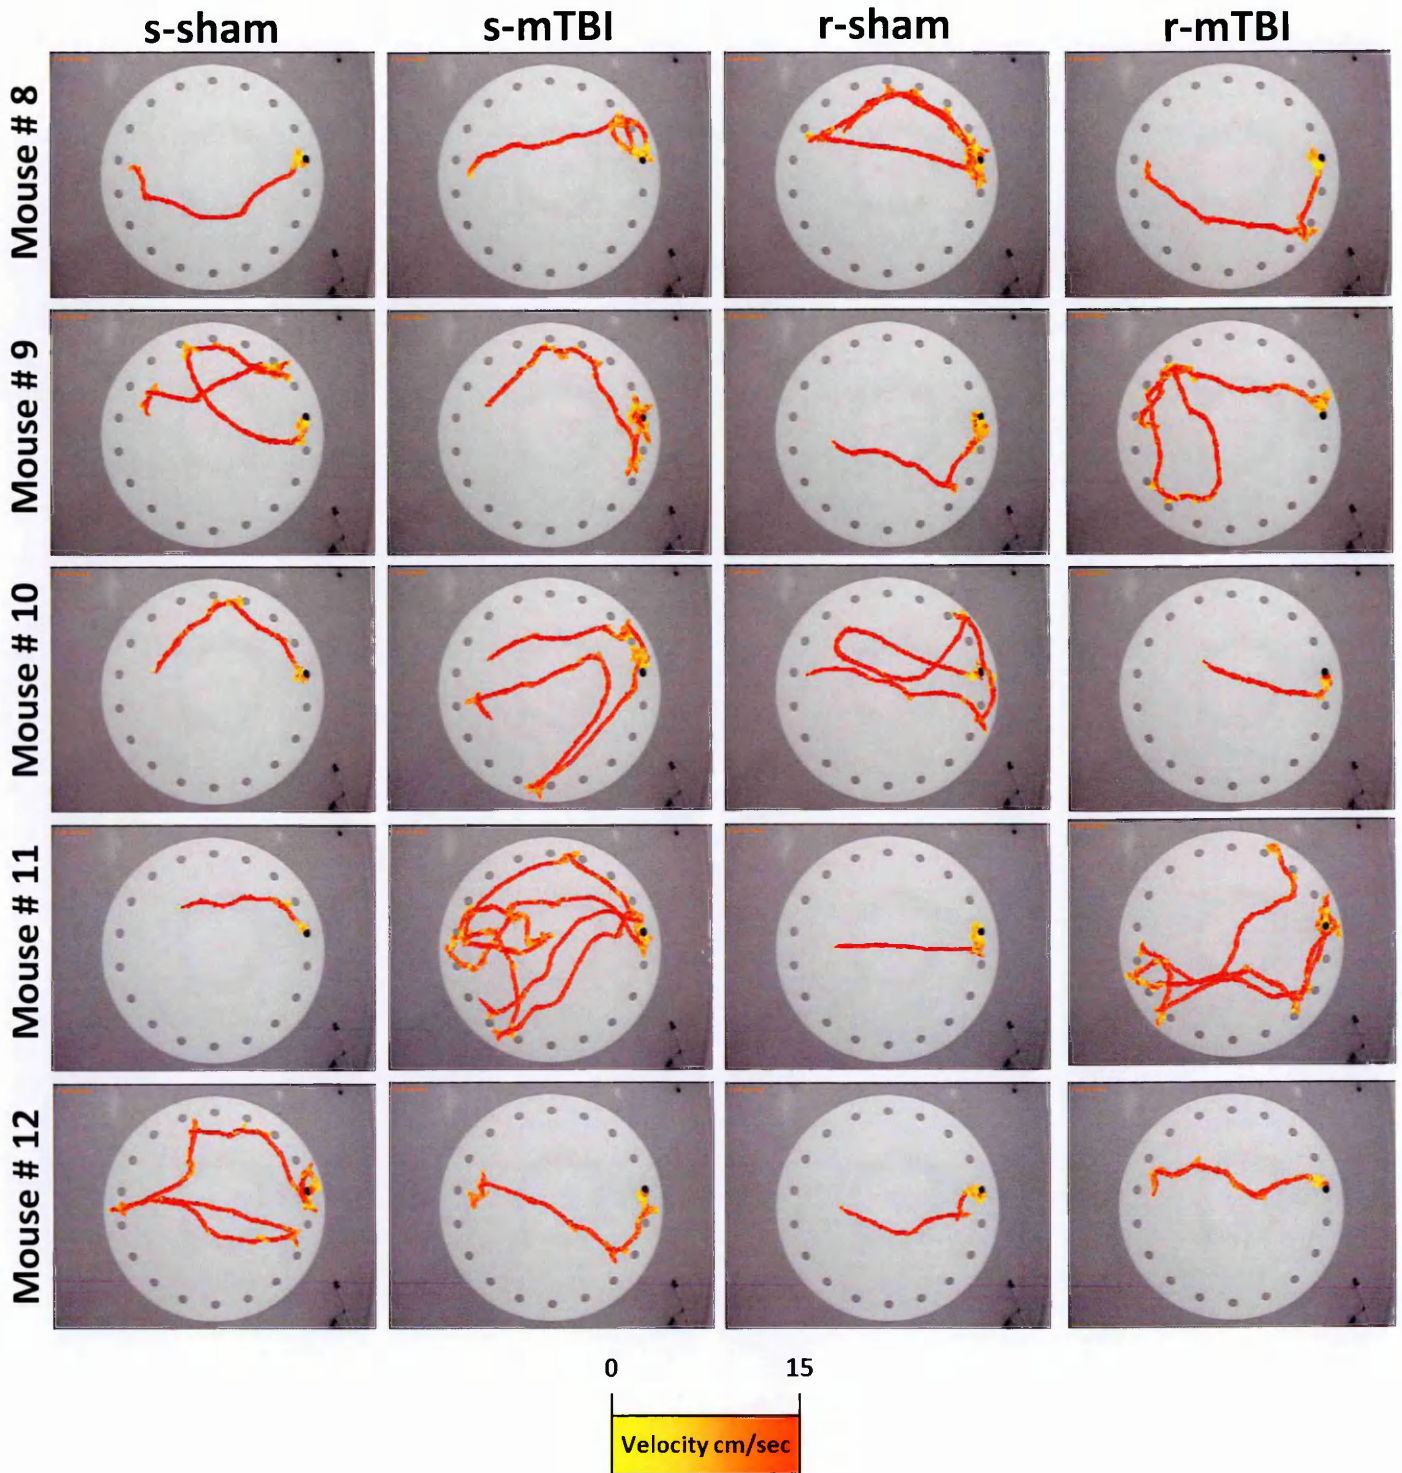 s-sham s-mTBI r-sham r-mTBI
Mouse # 8
Mouse # 9
Mouse # 10
Mouse # 11
Mouse # 12
0 15
Velocity cm/sec